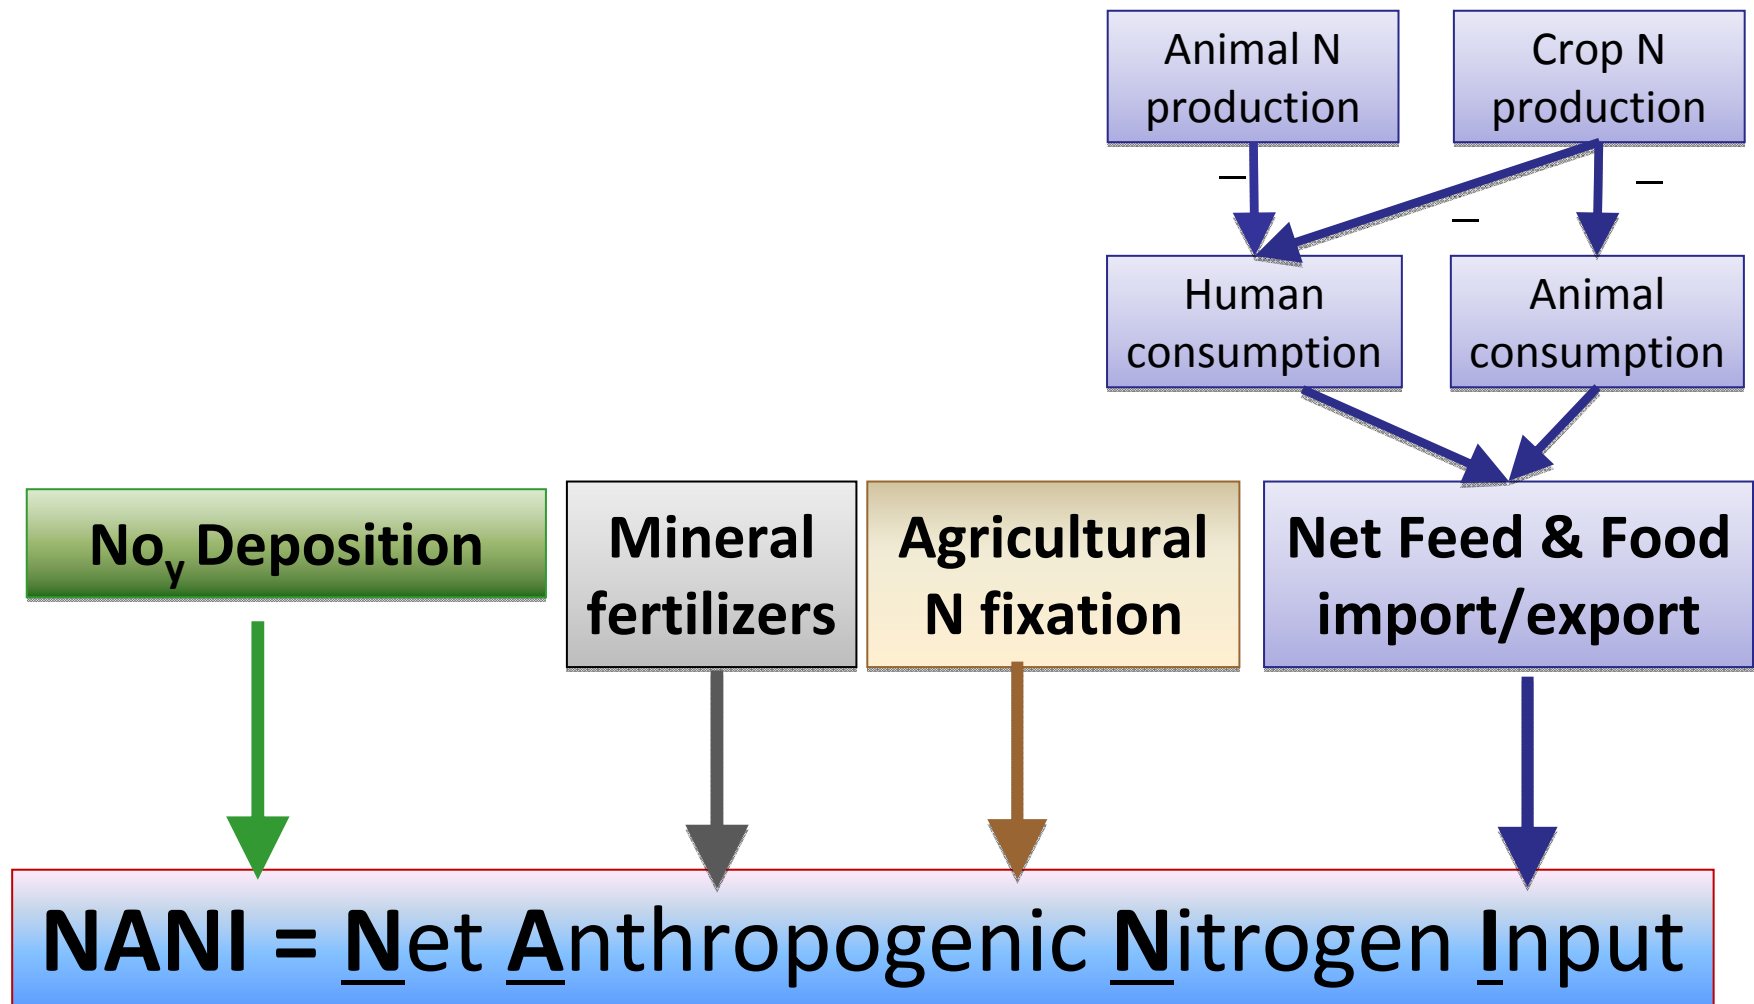 Animal N
production
Crop N
production
–
–
–
Human
consumption
Animal
consumption
Noy Deposition
Mineral
fertilizers
Agricultural
N fixation
Net Feed & Food
import/export
NANI = Net Anthropogenic Nitrogen Input